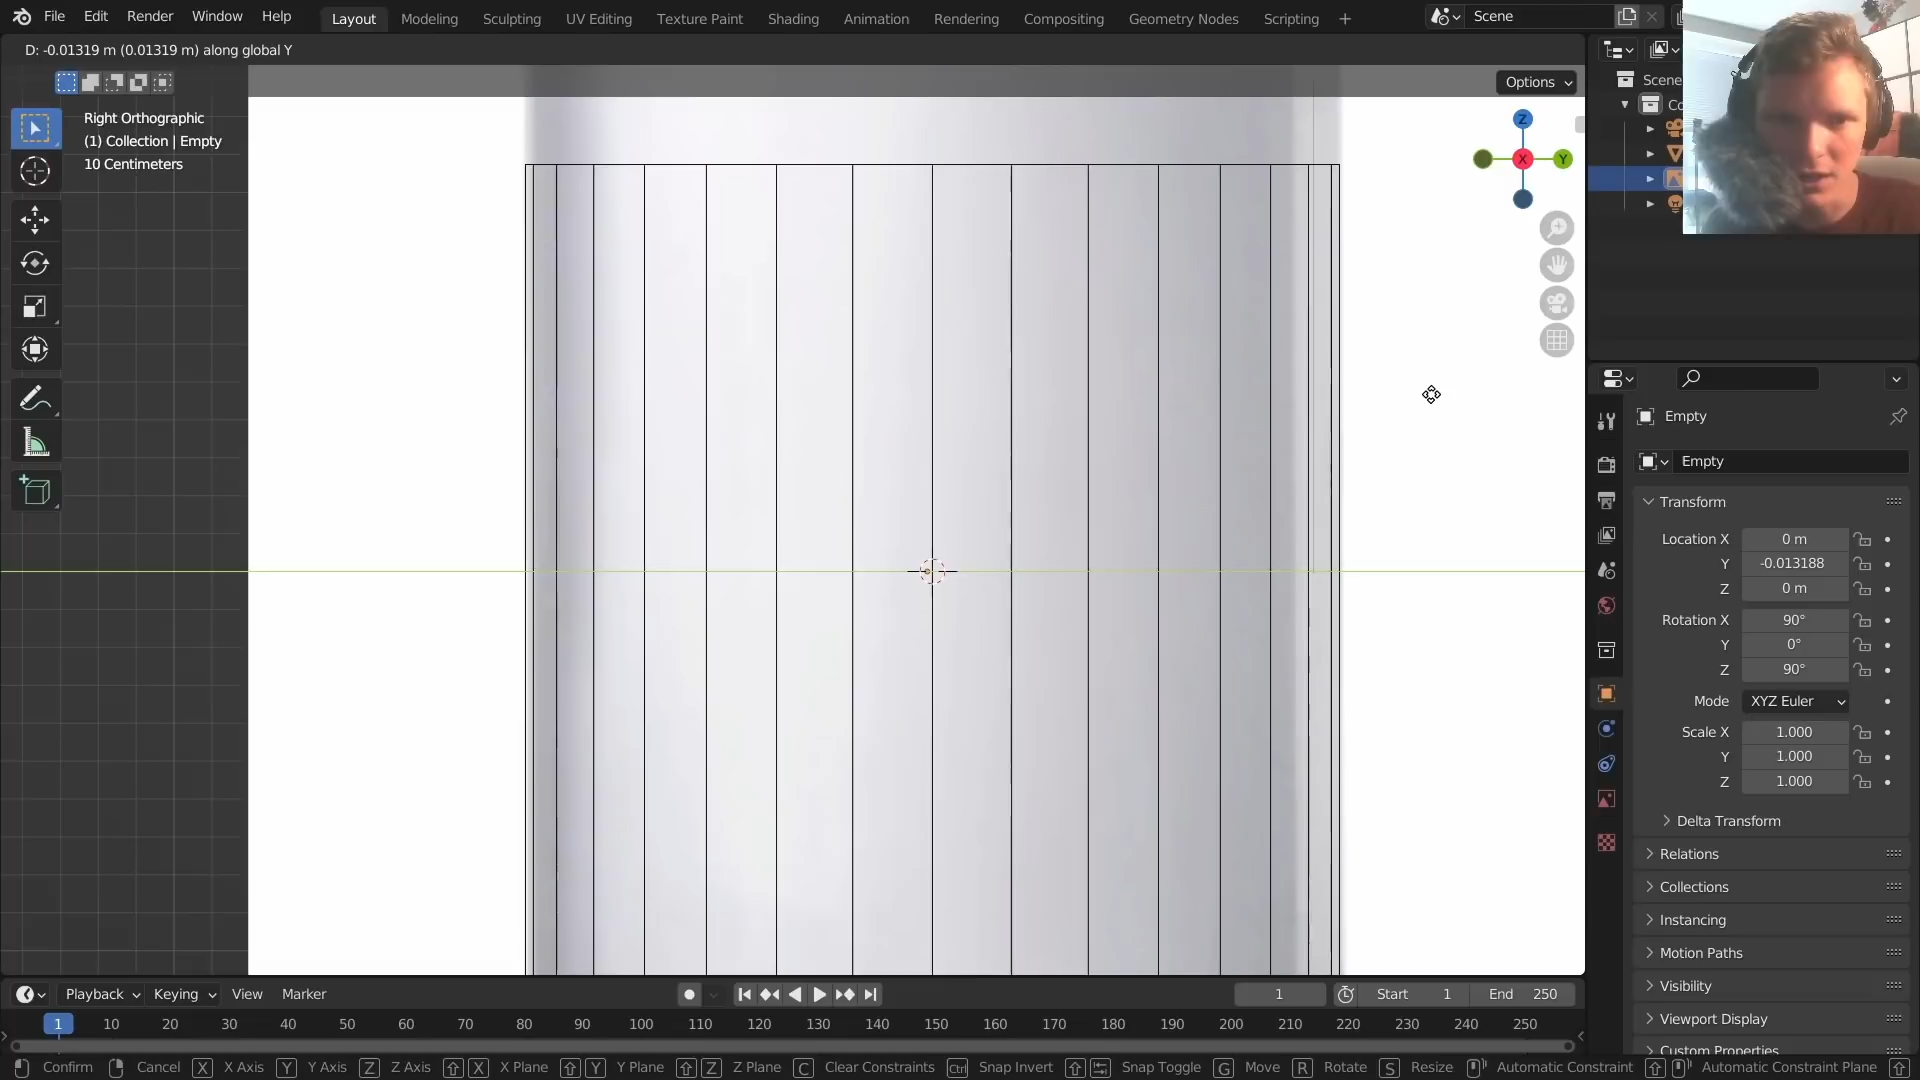 File Edit Render Window Help Layout Modeling Sculpting UV Editing Texture Paint Shading Animation Rendering Compositing Geometry Nodes Scripting + Scene
D: -0.01319 m (0.01319 m) along global Y
Options
Right Orthographic
(1) Collection | Empty
10 Centimeters
Z
X
Y
Scene
Co
Empty
Empty
Transform
Location X 0 m
Y -0.013188
Z 0 m
Rotation X 90°
Y 0°
Z 90°
Mode XYZ Euler
Scale X 1.000
Y 1.000
Z 1.000
Delta Transform
Relations
Collections
Instancing
Motion Paths
Visibility
Viewport Display
Custom Properties
Playback Keying View Marker 1 Start 1 End 250
1 10 20 30 40 50 60 70 80 90 100 110 120 130 140 150 160 170 180 190 200 210 220 230 240 250
Confirm Cancel X X Axis Y Y Axis Z Z Axis X X Plane Y Y Plane Z Z Plane C Clear Constraints Ctrl Snap Invert Snap Toggle G Move R Rotate S Resize Automatic Constraint Automatic Constraint Plane